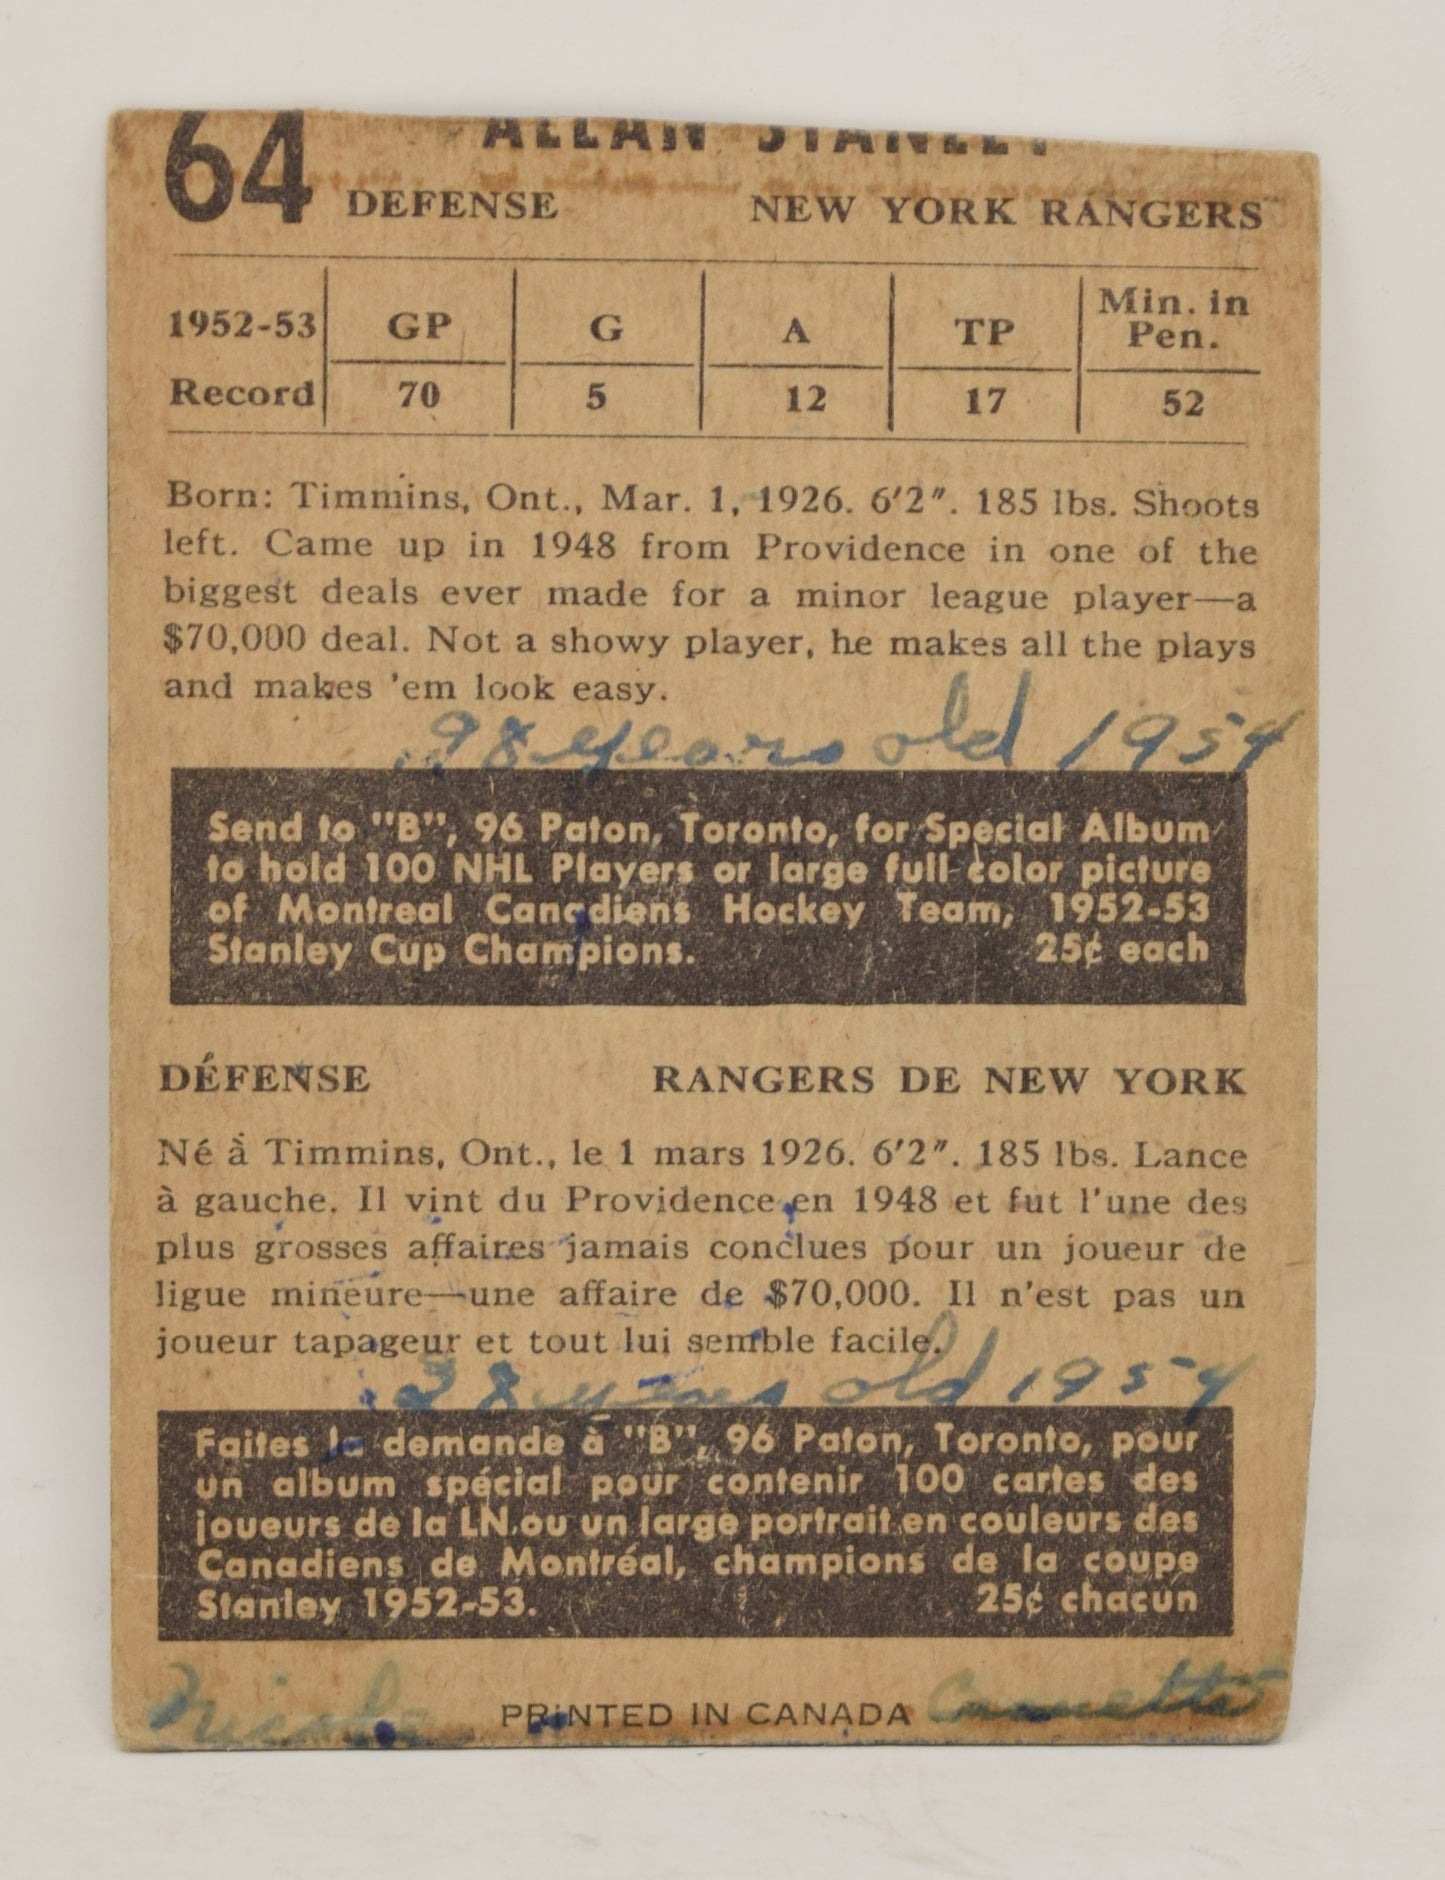 64 ALLAN STANLEY
DEFENSE NEW YORK RANGERS
1952-53 GP G A TP Min. in Pen.
Record 70 5 12 17 52
Born: Timmins, Ont., Mar. 1, 1926. 6'2". 185 lbs. Shoots
left. Came up in 1948 from Providence in one of the
biggest deals ever made for a minor league player—a
$70,000 deal. Not a showy player, he makes all the plays
and makes 'em look easy.
28 years old 1954
Send to "B", 96 Paton, Toronto, for Special Album
to hold 100 NHL Players or large full color picture
of Montreal Canadiens Hockey Team, 1952-53
Stanley Cup Champions. 25¢ each
DÉFENSE RANGERS DE NEW YORK
Né à Timmins, Ont., le 1 mars 1926. 6'2". 185 lbs. Lance
à gauche. Il vint du Providence en 1948 et fut l'une des
plus grosses affaires jamais conclues pour un joueur de
ligue mineure—une affaire de $70,000. Il n'est pas un
joueur tapageur et tout lui semble facile.
28 years old 1954
Faites la demande à "B", 96 Paton, Toronto, pour
un album spécial pour contenir 100 cartes des
joueurs de la LN ou un large portrait en couleurs des
Canadiens de Montréal, champions de la coupe
Stanley 1952-53. 25¢ chacun
Nicole PRINTED IN CANADA